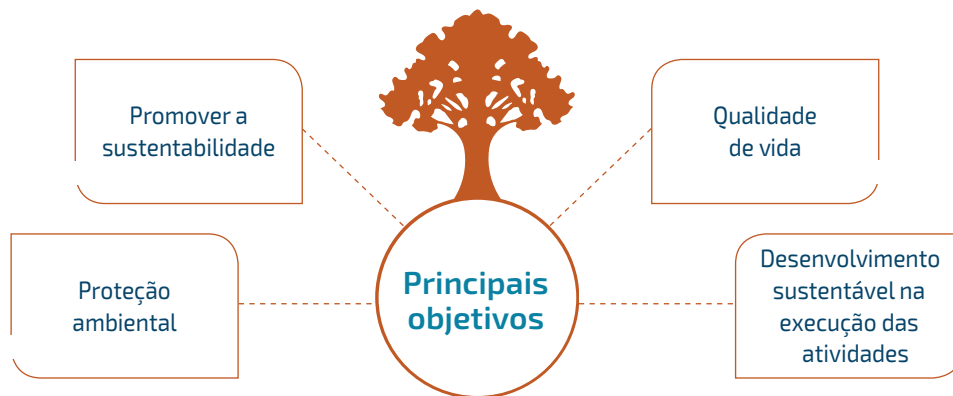 Promover a
sustentabilidade
Qualidade
de vida
Proteção
ambiental
Principais
objetivos
Desenvolvimento
sustentável na
execução das
atividades